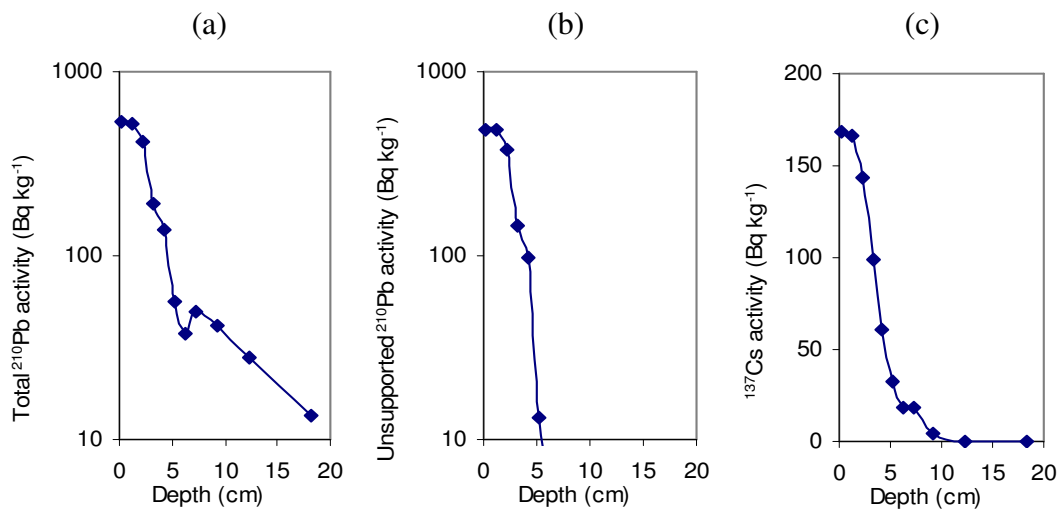 (a)
Total ²¹⁰Pb activity (Bq kg⁻¹)
1000
100
10
0 5 10 15 20
Depth (cm)
(b)
Unsupported ²¹⁰Pb activity (Bq kg⁻¹)
1000
100
10
0 5 10 15 20
Depth (cm)
(c)
¹³⁷Cs activity (Bq kg⁻¹)
200
150
100
50
0
0 5 10 15 20
Depth (cm)